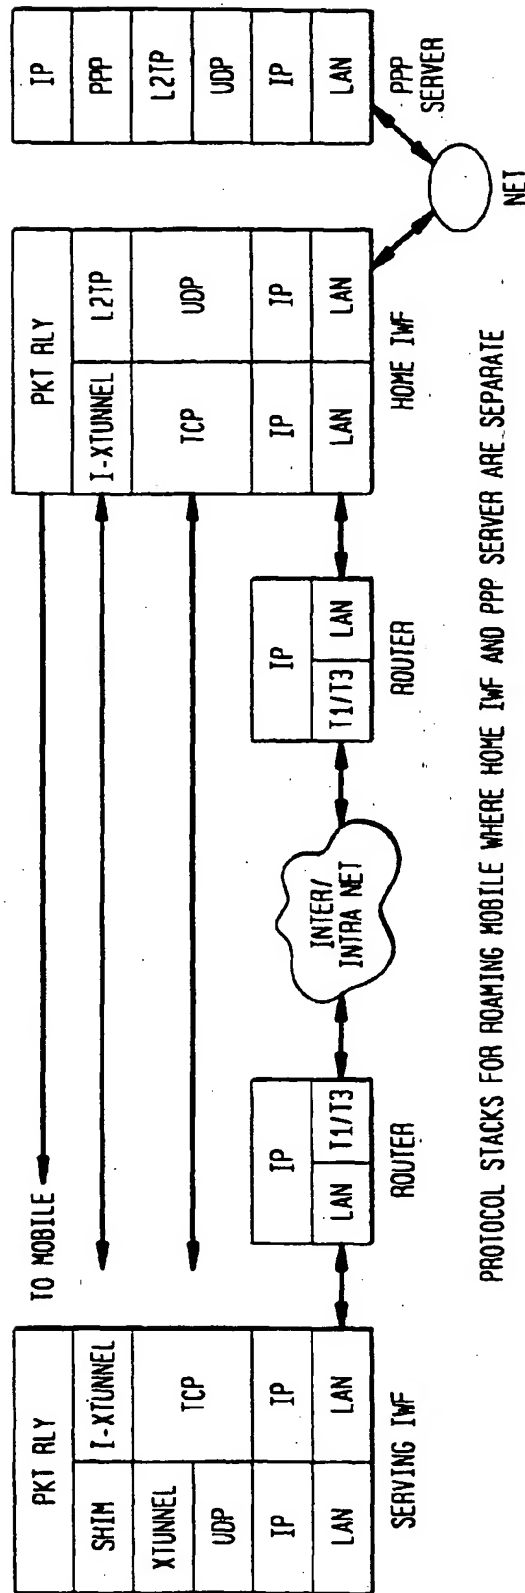 PKT RLY
SHIM
I-XTUNNEL
XTUNNEL
TCP
UDP
IP
IP
LAN
LAN
SERVING IWF
TO MOBILE
IP
LAN
T1/T3
ROUTER
INTER/
INTRA NET
IP
T1/T3
LAN
ROUTER
PKT RLY
I-XTUNNEL
L2TP
TCP
UDP
IP
IP
LAN
LAN
HOME IWF
NET
IP
PPP
L2TP
UDP
IP
LAN
PPP
SERVER
PROTOCOL STACKS FOR ROAMING MOBILE WHERE HOME IWF AND PPP SERVER ARE SEPARATE